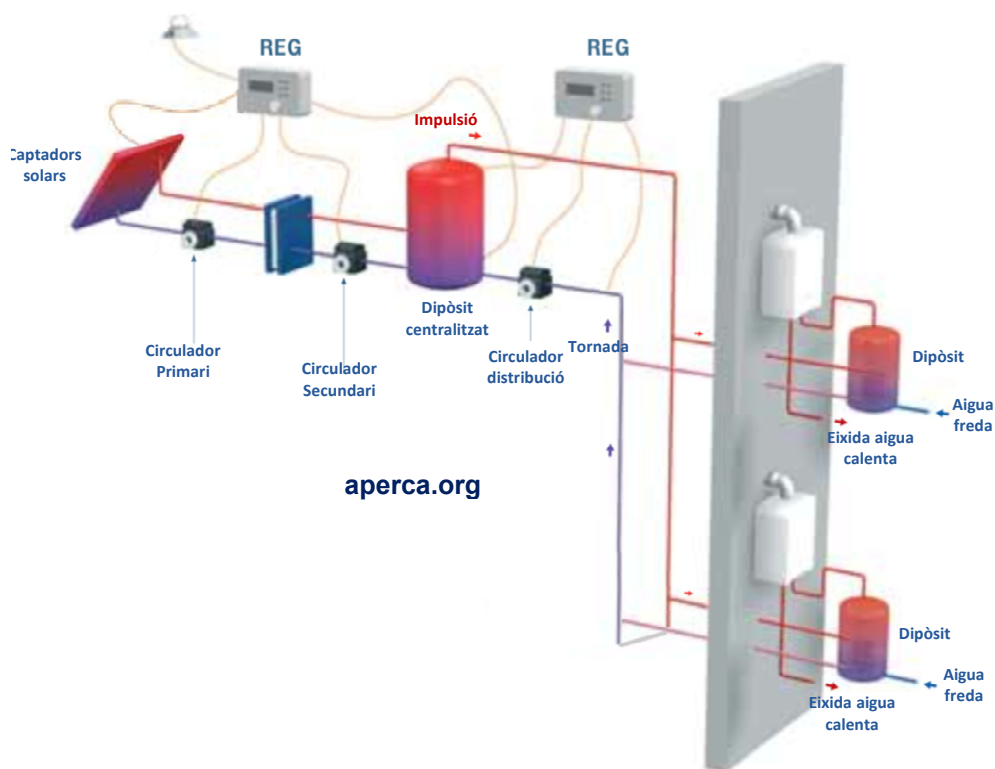 REG
REG
Impulsió
Captadors
solars
Dipòsit
centralitzat
Circulador
Primari
Circulador
Secundari
Circulador
distribució
Tornada
Dipòsit
Aigua
freda
Eixida aigua
calenta
aperca.org
Dipòsit
Aigua
freda
Eixida aigua
calenta